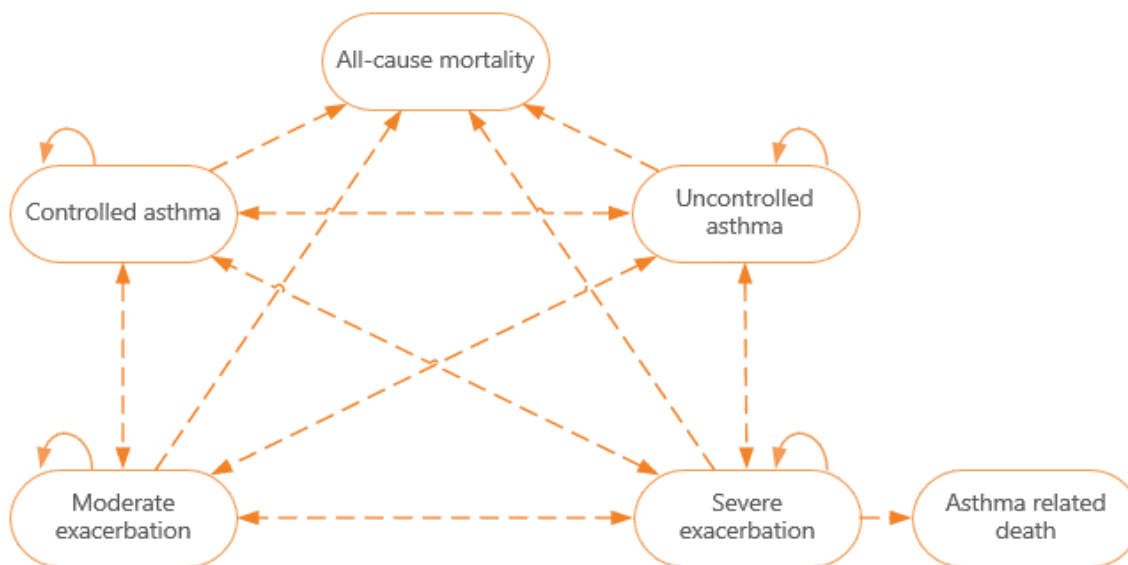 All-cause mortality
Controlled asthma
Uncontrolled
asthma
Moderate
exacerbation
Severe
exacerbation
Asthma related
death